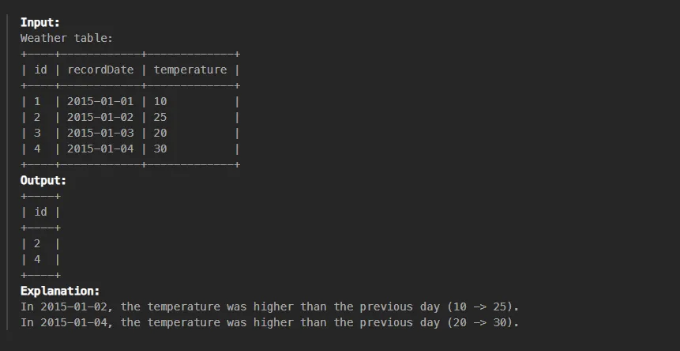 Input:
Weather table:
+----+------------+-------------+
| id | recordDate | temperature |
+----+------------+-------------+
| 1  | 2015-01-01 | 10          |
| 2  | 2015-01-02 | 25          |
| 3  | 2015-01-03 | 20          |
| 4  | 2015-01-04 | 30          |
+----+------------+-------------+
Output:
+----+
| id |
+----+
| 2  |
| 4  |
+----+
Explanation:
In 2015-01-02, the temperature was higher than the previous day (10 -> 25).
In 2015-01-04, the temperature was higher than the previous day (20 -> 30).